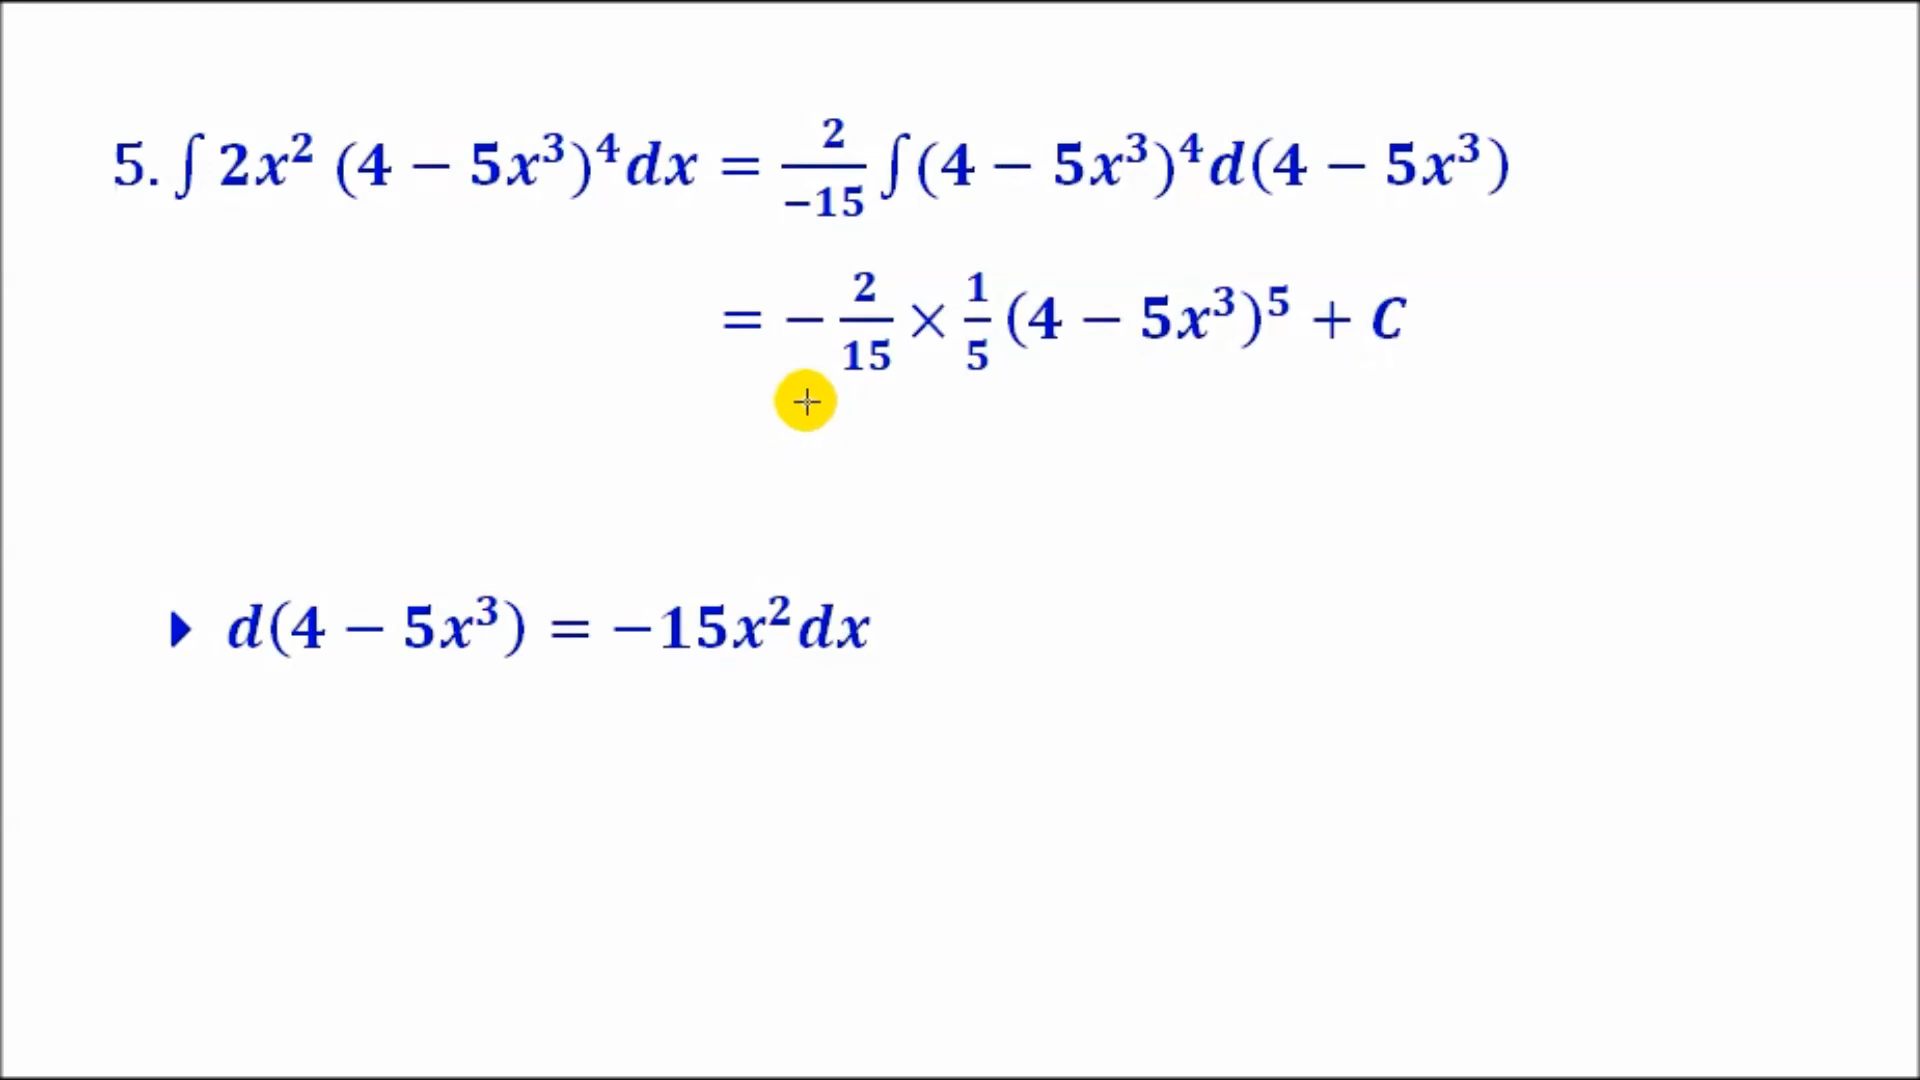 5. ∫ 2x² (4 − 5x³)⁴dx = 2/−15 ∫(4 − 5x³)⁴d(4 − 5x³)
= − 2/15 × 1/5 (4 − 5x³)⁵ + C
d(4 − 5x³) = −15x²dx